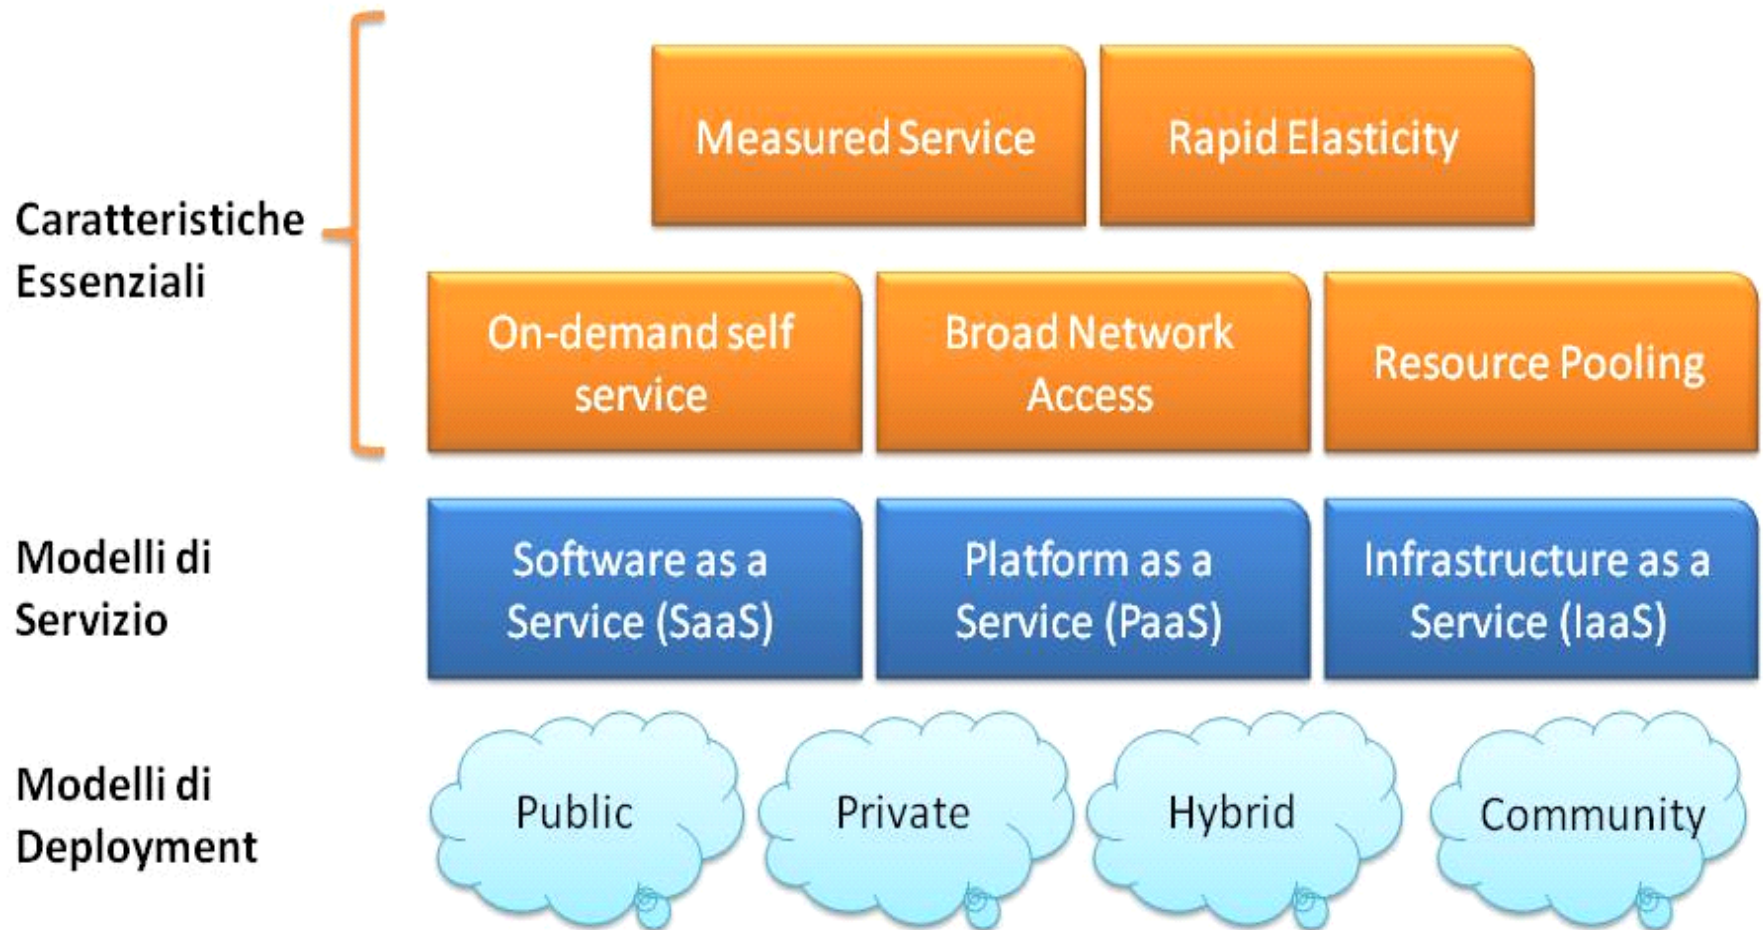 Measured Service
Rapid Elasticity
Caratteristiche
Essenziali
On-demand self
service
Broad Network
Access
Resource Pooling
Modelli di
Servizio
Software as a
Service (SaaS)
Platform as a
Service (PaaS)
Infrastructure as a
Service (IaaS)
Modelli di
Deployment
Public
Private
Hybrid
Community